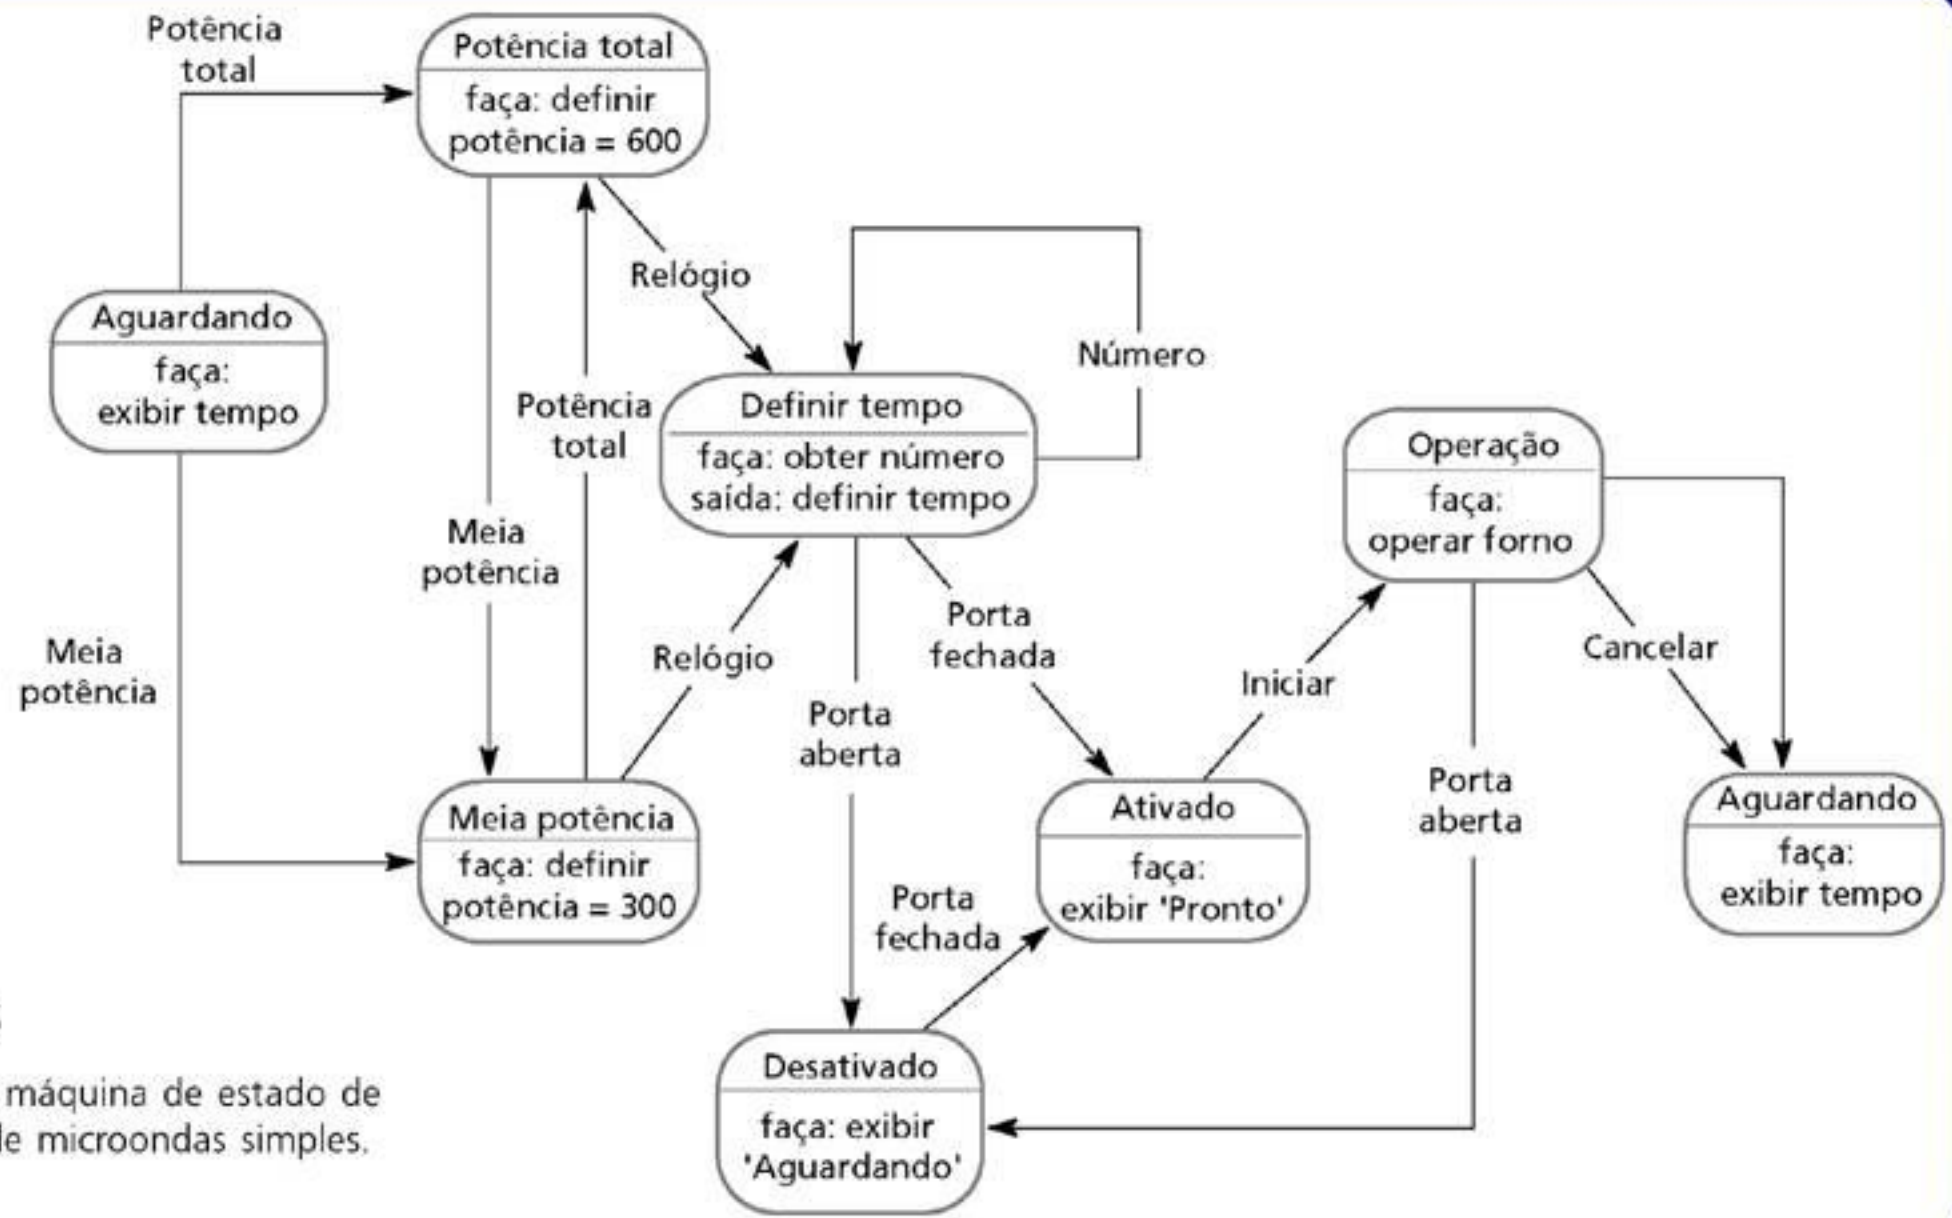 Potência
total
Potência total
faça: definir
potência = 600
Relógio
Aguardando
faça:
exibir tempo
Número
Potência
total
Definir tempo
faça: obter número
saída: definir tempo
Operação
faça:
operar forno
Meia
potência
Meia
potência
Relógio
Porta
fechada
Porta
aberta
Iniciar
Cancelar
Porta
aberta
Meia potência
faça: definir
potência = 300
Ativado
faça:
exibir 'Pronto'
Aguardando
faça:
exibir tempo
Porta
fechada
Desativado
faça: exibir
'Aguardando'
máquina de estado de
microondas simples.